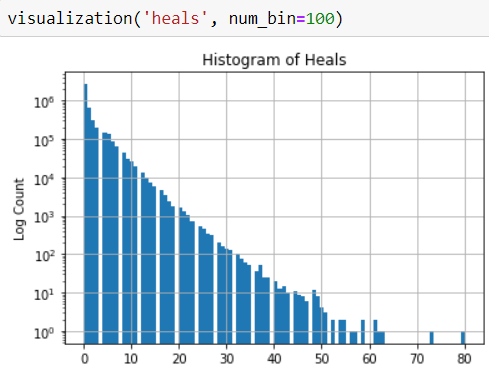 visualization('heals', num_bin=100)
Histogram of Heals
Log Count
10⁶
10⁵
10⁴
10³
10²
10¹
10⁰
0 10 20 30 40 50 60 70 80